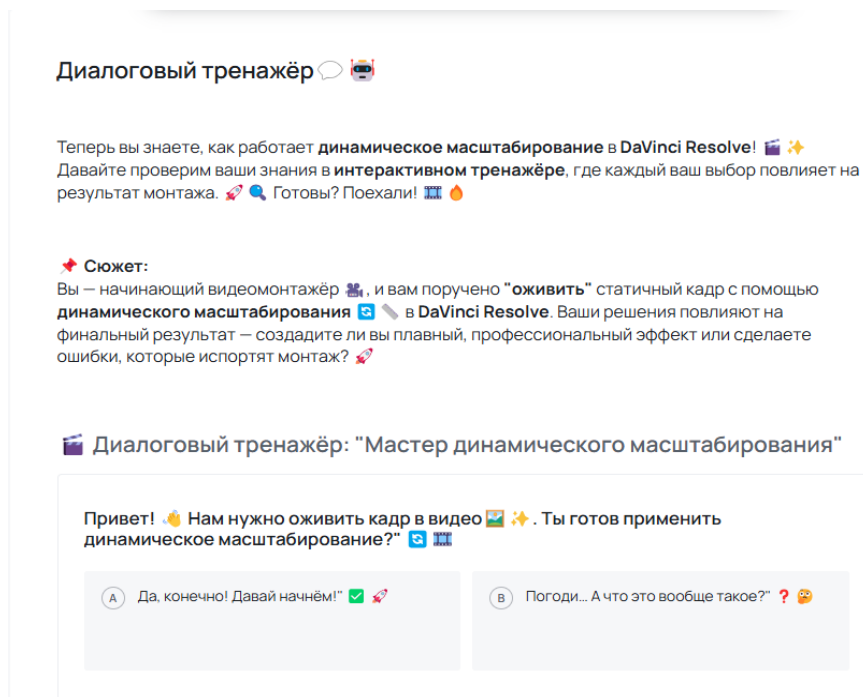 Диалоговый тренажёр💬 🤖
Теперь вы знаете, как работает динамическое масштабирование в DaVinci Resolve! 🎬 ✨
Давайте проверим ваши знания в интерактивном тренажёре, где каждый ваш выбор повлияет на
результат монтажа. 🚀 🔍 Готовы? Поехали! 🎞️ 🔥
📌 Сюжет:
Вы — начинающий видеомонтажёр 🎥, и вам поручено "оживить" статичный кадр с помощью
динамического масштабирования 🔄 📏 в DaVinci Resolve. Ваши решения повлияют на
финальный результат — создадите ли вы плавный, профессиональный эффект или сделаете
ошибки, которые испортят монтаж? 🚀
🎬 Диалоговый тренажёр: "Мастер динамического масштабирования"
Привет! 👋 Нам нужно оживить кадр в видео🖼️ ✨ . Ты готов применить
динамическое масштабирование?" 🔄 🎞️
A Да, конечно! Давай начнём!" ✅ 🚀
B Погоди... А что это вообще такое?" ❓ 🤔